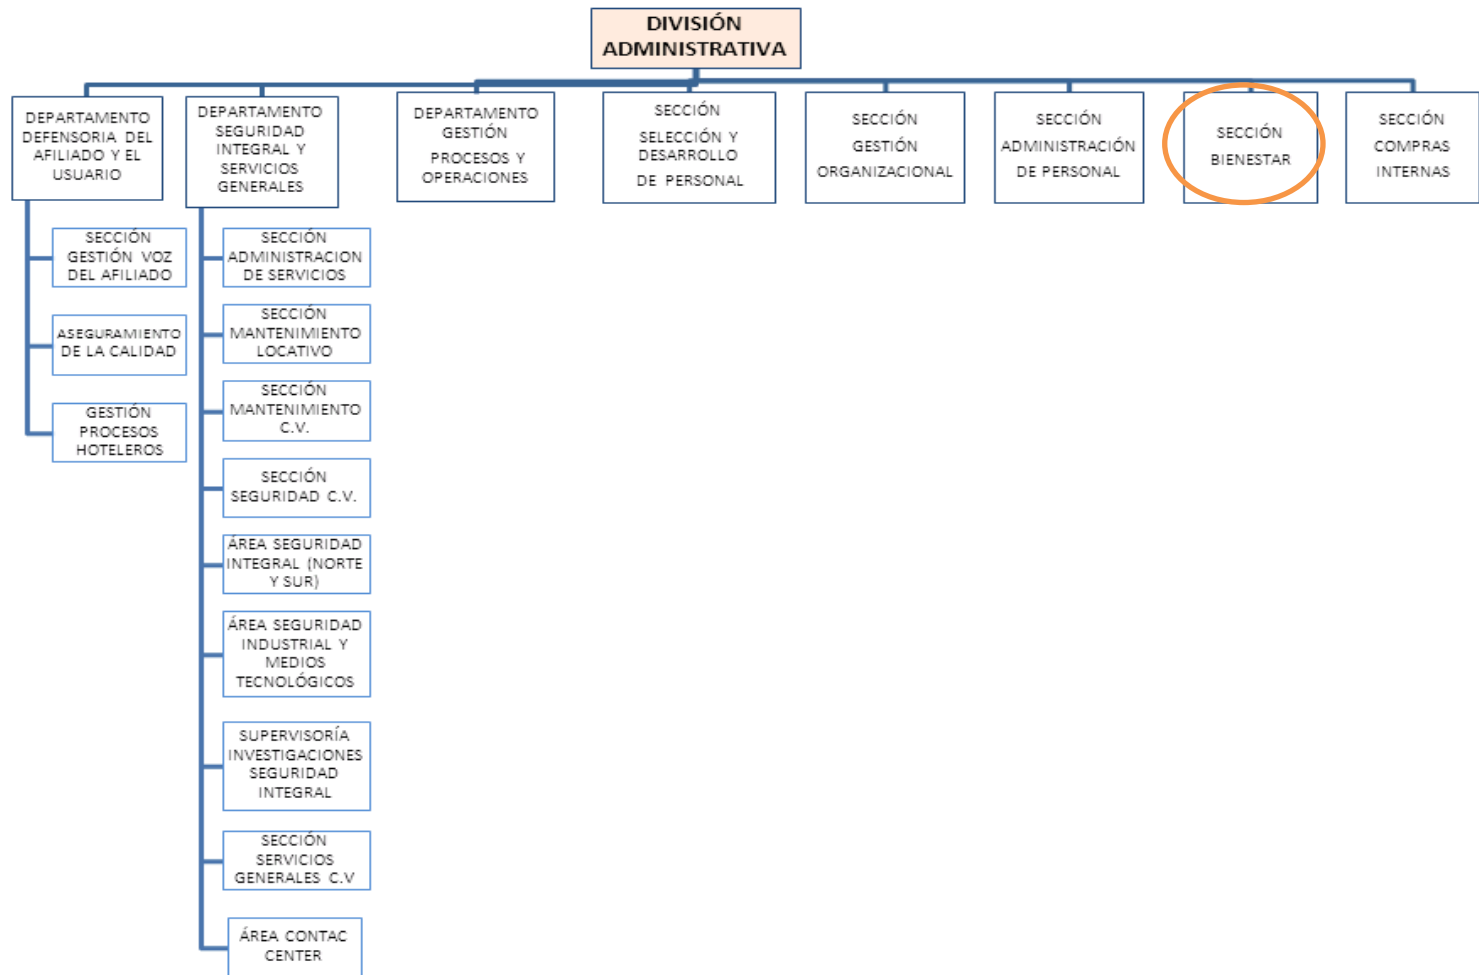 DIVISIÓN
ADMINISTRATIVA
DEPARTAMENTO
DEFENSORIA DEL
AFILIADO Y EL
USUARIO
DEPARTAMENTO
SEGURIDAD
INTEGRAL Y
SERVICIOS
GENERALES
DEPARTAMENTO
GESTIÓN
PROCESOS Y
OPERACIONES
SECCIÓN
SELECCIÓN Y
DESARROLLO
DE PERSONAL
SECCIÓN
GESTIÓN
ORGANIZACIONAL
SECCIÓN
ADMINISTRACIÓN
DE PERSONAL
SECCIÓN
BIENESTAR
SECCIÓN
COMPRAS
INTERNAS
SECCIÓN
GESTIÓN VOZ
DEL AFILIADO
ASEGURAMIENTO
DE LA CALIDAD
GESTIÓN
PROCESOS
HOTELEROS
SECCIÓN
ADMINISTRACION
DE SERVICIOS
SECCIÓN
MANTENIMIENTO
LOCATIVO
SECCIÓN
MANTENIMIENTO
C.V.
SECCIÓN
SEGURIDAD C.V.
ÁREA SEGURIDAD
INTEGRAL (NORTE
Y SUR)
ÁREA SEGURIDAD
INDUSTRIAL Y
MEDIOS
TECNOLÓGICOS
SUPERVISORÍA
INVESTIGACIONES
SEGURIDAD
INTEGRAL
SECCIÓN
SERVICIOS
GENERALES C.V
ÁREA CONTAC
CENTER